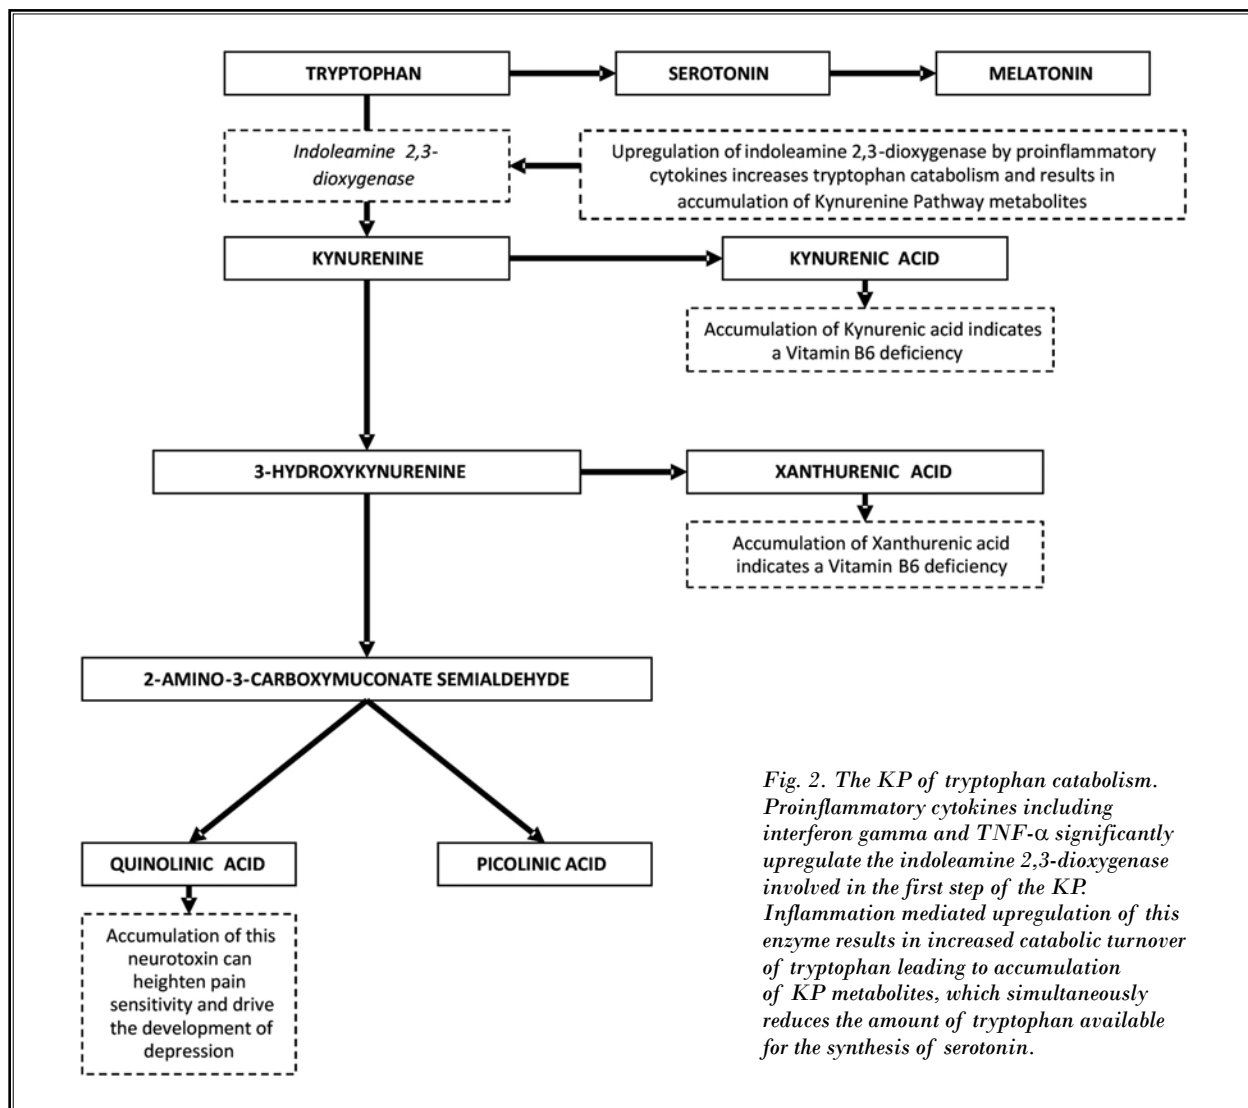 TRYPTOPHAN
SEROTONIN
MELATONIN
Indoleamine 2,3-
dioxygenase
Upregulation of indoleamine 2,3-dioxygenase by proinflammatory
cytokines increases tryptophan catabolism and results in
accumulation of Kynurenine Pathway metabolites
KYNURENINE
KYNURENIC ACID
Accumulation of Kynurenic acid indicates
a Vitamin B6 deficiency
3-HYDROXYKYNURENINE
XANTHURENIC ACID
Accumulation of Xanthurenic acid
indicates a Vitamin B6 deficiency
2-AMINO-3-CARBOXYMUCONATE SEMIALDEHYDE
QUINOLINIC ACID
PICOLINIC ACID
Accumulation of this
neurotoxin can
heighten pain
sensitivity and drive
the development of
depression
Fig. 2. The KP of tryptophan catabolism.
Proinflammatory cytokines including
interferon gamma and TNF-α significantly
upregulate the indoleamine 2,3-dioxygenase
involved in the first step of the KP.
Inflammation mediated upregulation of this
enzyme results in increased catabolic turnover
of tryptophan leading to accumulation
of KP metabolites, which simultaneously
reduces the amount of tryptophan available
for the synthesis of serotonin.